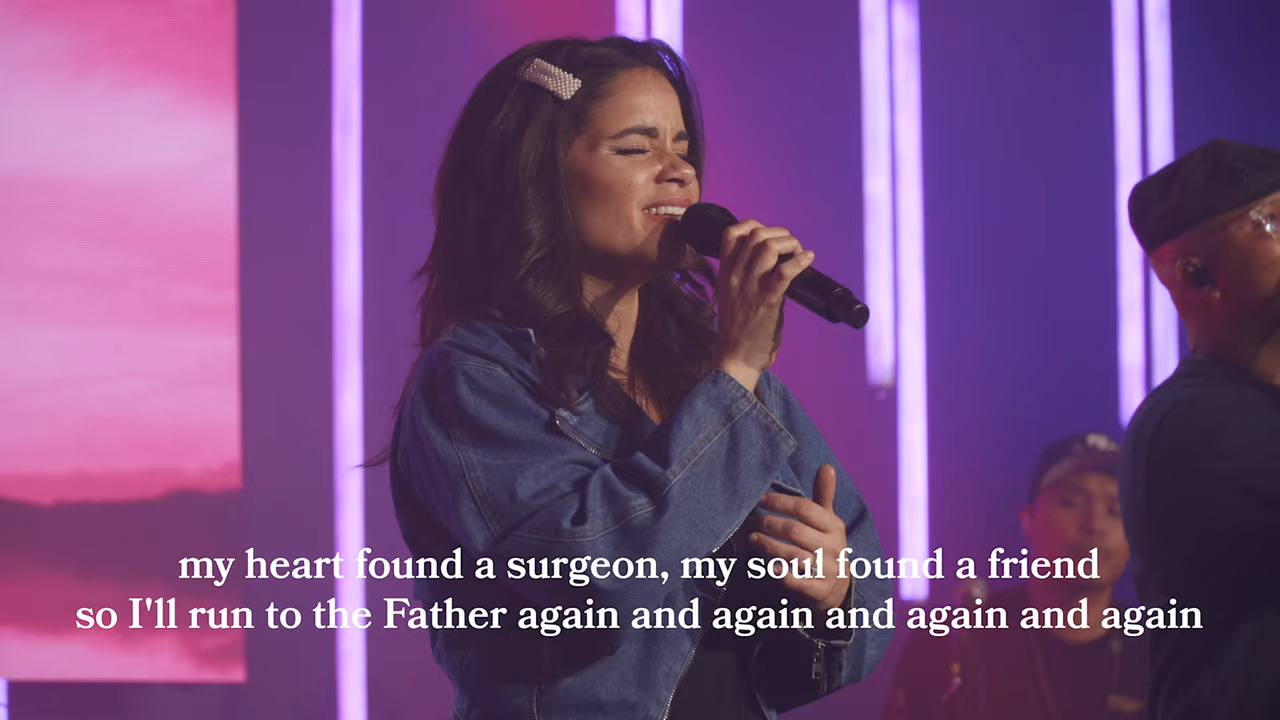 my heart found a surgeon, my soul found a friend
so I'll run to the Father again and again and again and again